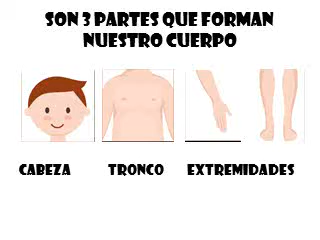 SON 3 PARTES QUE FORMAN
NUESTRO CUERPO
CABEZA TRONCO EXTREMIDADES